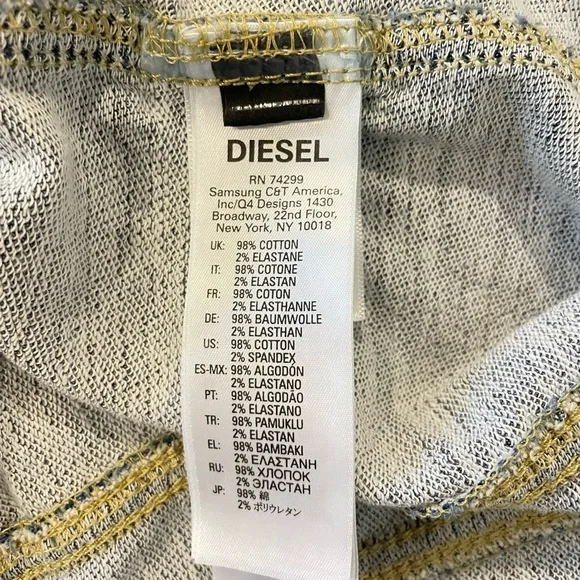 DIESEL
RN 74299
Samsung C&T America,
Inc/Q4 Designs 1430
Broadway, 22nd Floor,
New York, NY 10018
UK: 98% COTTON
2% ELASTANE
IT: 98% COTONE
2% ELASTAN
FR: 98% COTON
2% ELASTHANNE
DE: 98% BAUMWOLLE
2% ELASTHAN
US: 98% COTTON
2% SPANDEX
ES-MX: 98% ALGODÓN
2% ELASTANO
PT: 98% ALGODÃO
2% ELASTANO
TR: 98% PAMUKLU
2% ELASTAN
EL: 98% BAMBAKI
2% ΕΛΑΣΤΑΝΗ
RU: 98% ХЛОПОК
2% ЭЛАСТАН
JP: 98% 綿
2% ポリウレタン